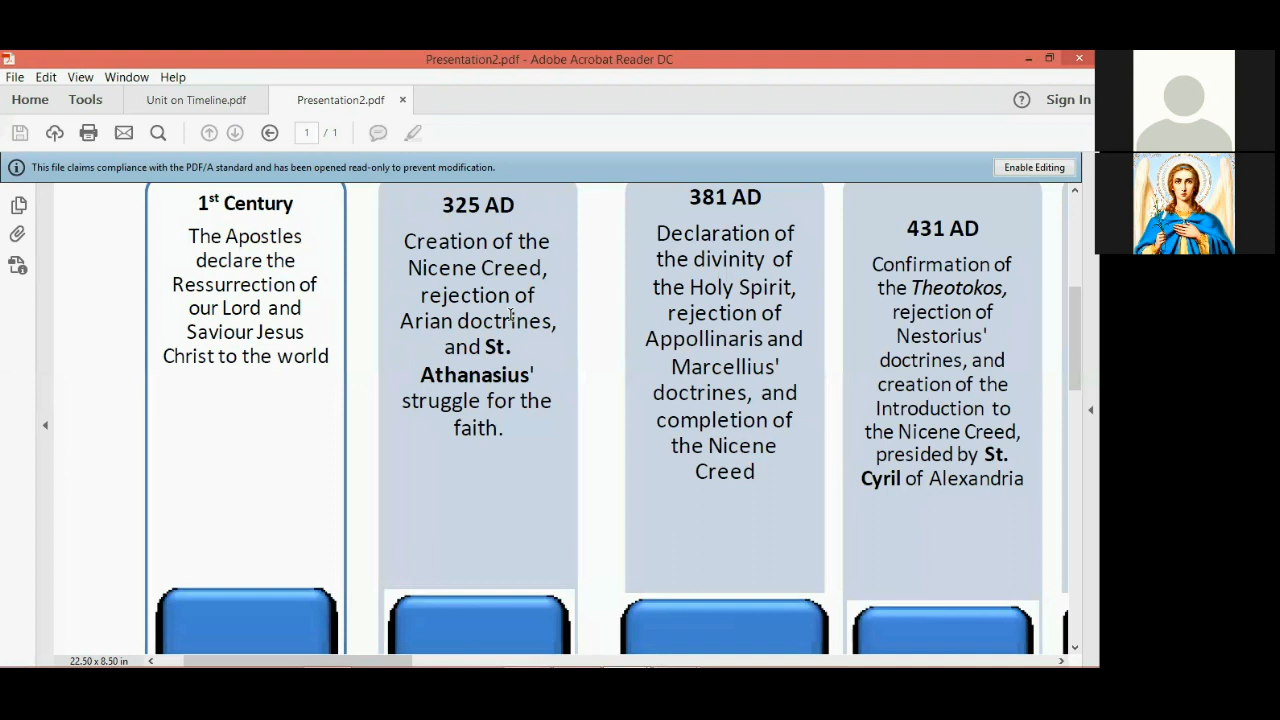 Presentation2.pdf - Adobe Acrobat Reader DC
File Edit View Window Help
Home Tools Unit on Timeline.pdf Presentation2.pdf × Sign In
1 / 1
This file claims compliance with the PDF/A standard and has been opened read-only to prevent modification. Enable Editing
1st Century
The Apostles
declare the
Ressurrection of
our Lord and
Saviour Jesus
Christ to the world
325 AD
Creation of the
Nicene Creed,
rejection of
Arian doctrines,
and St.
Athanasius'
struggle for the
faith.
381 AD
Declaration of
the divinity of
the Holy Spirit,
rejection of
Appollinaris and
Marcellius'
doctrines, and
completion of
the Nicene
Creed
431 AD
Confirmation of
the Theotokos,
rejection of
Nestorius'
doctrines, and
creation of the
Introduction to
the Nicene Creed,
presided by St.
Cyril of Alexandria
22.50 x 8.50 in